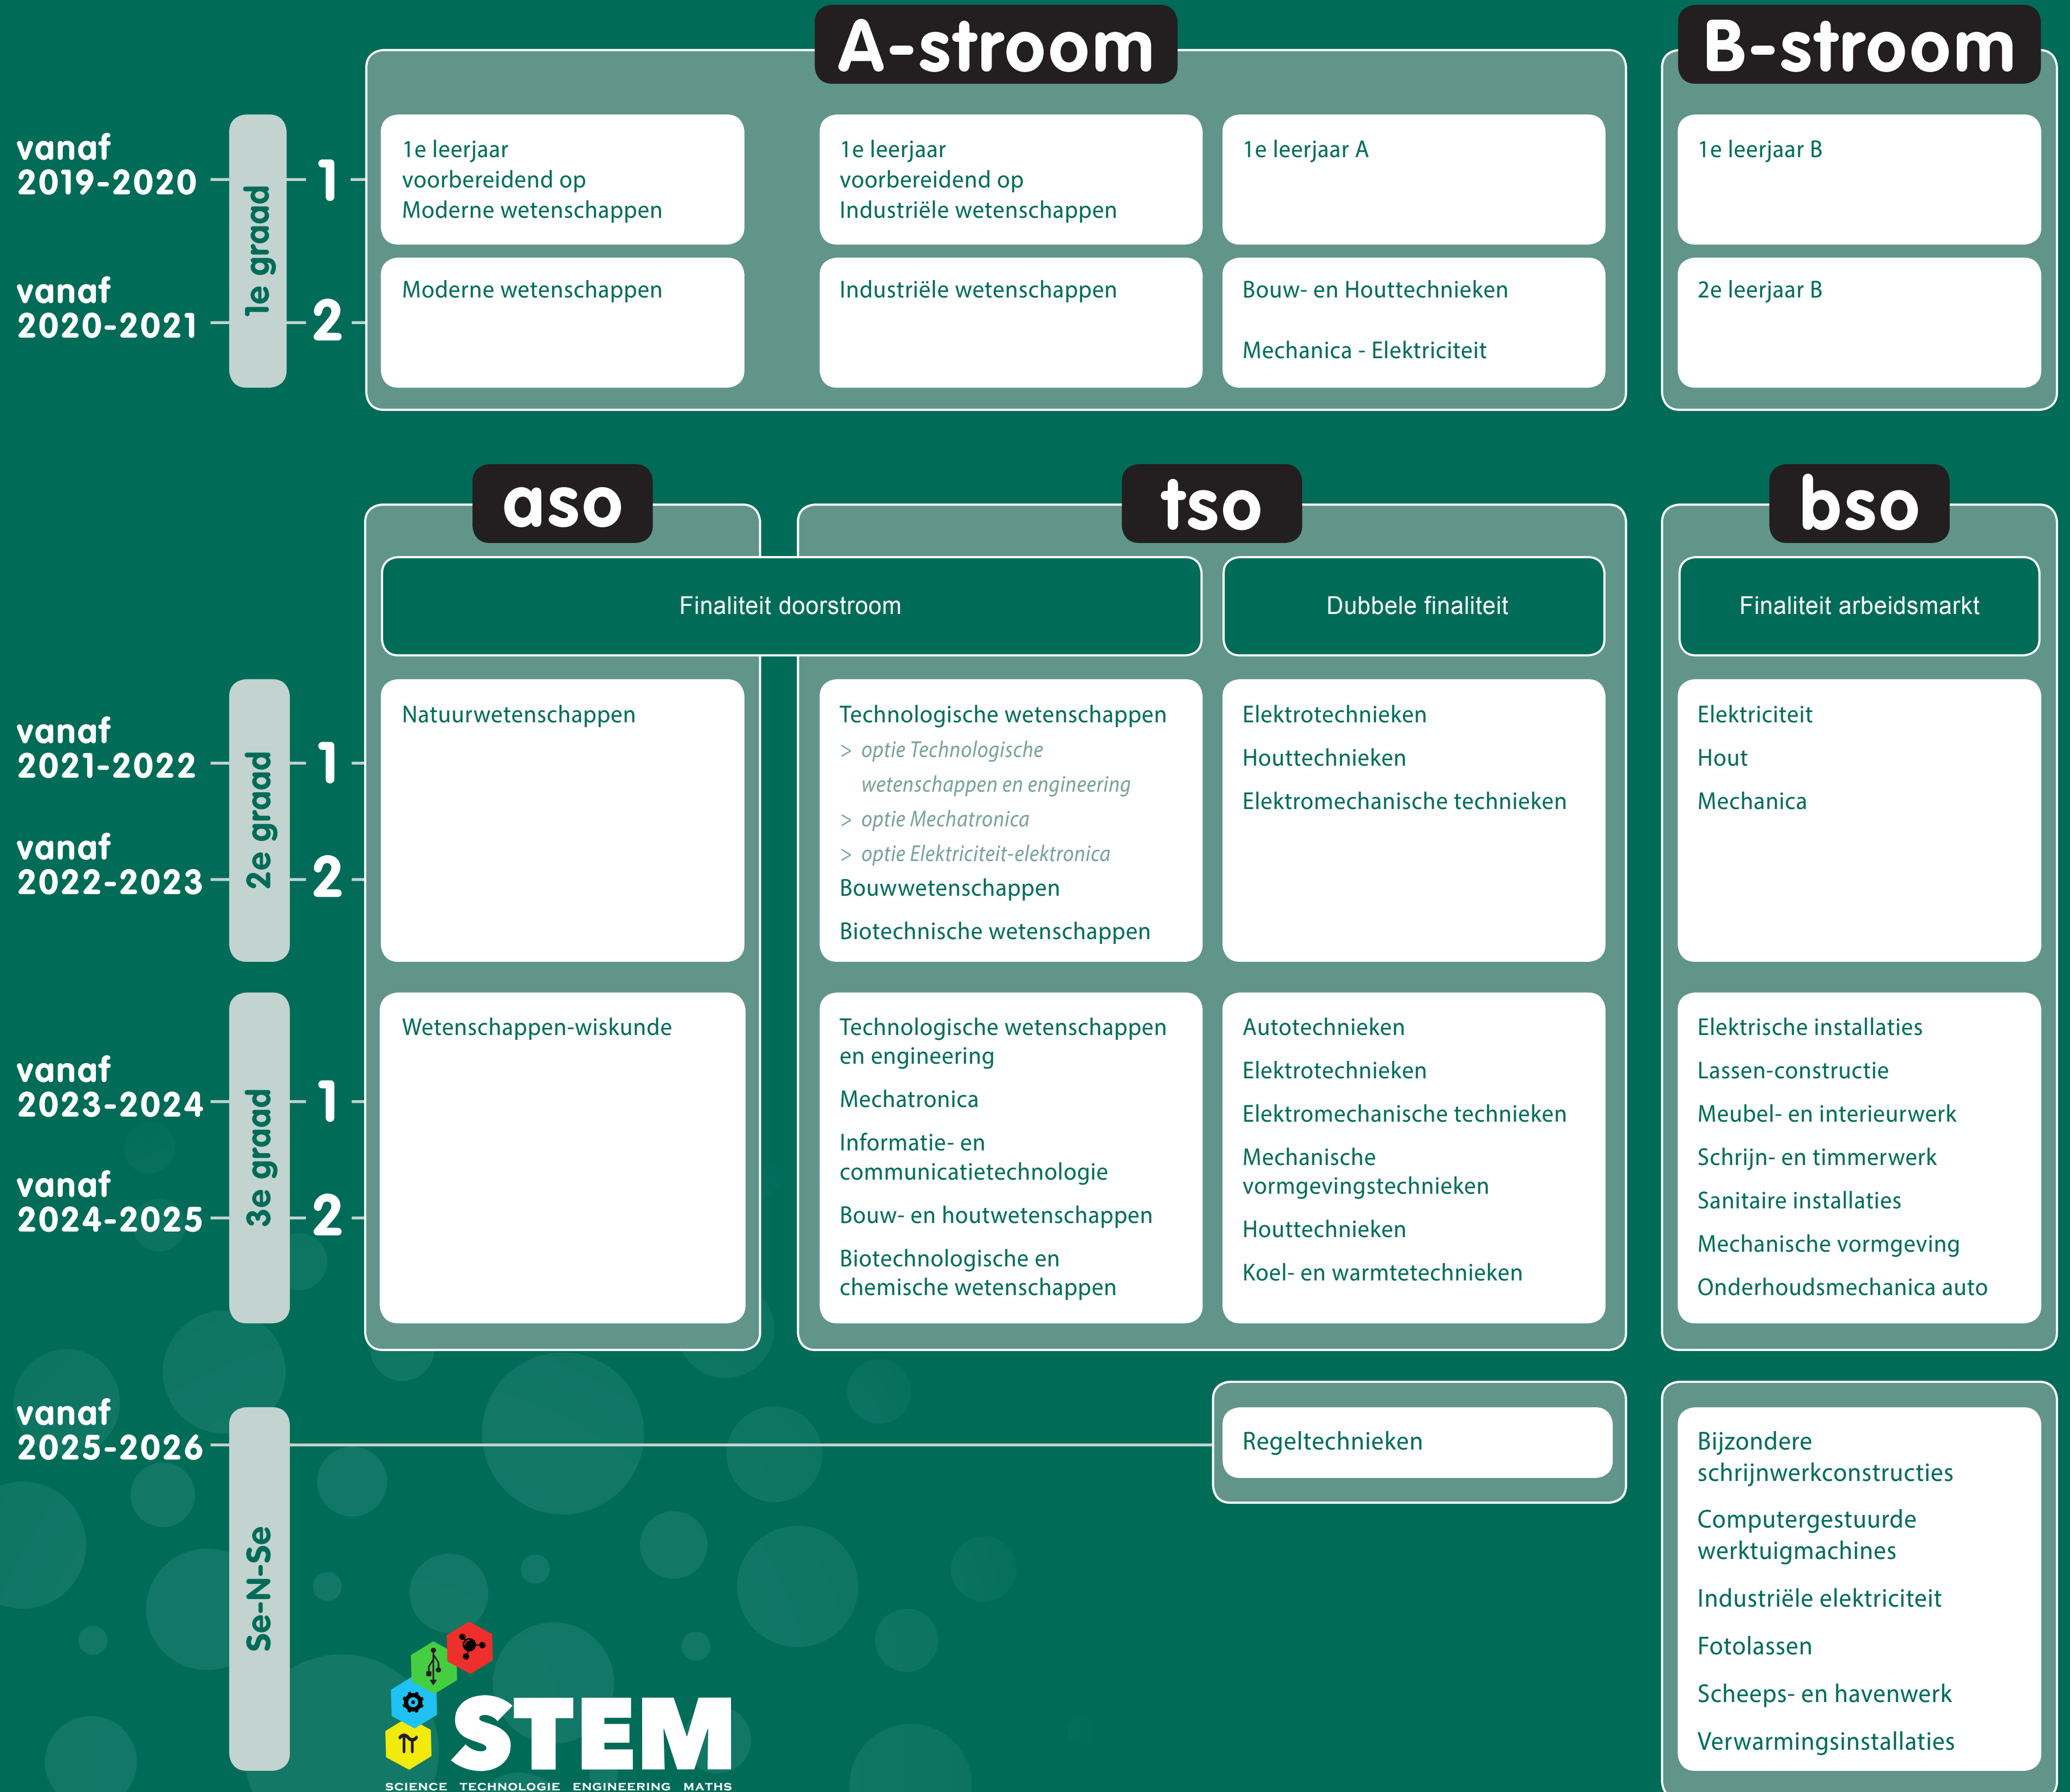 A-stroom
B-stroom
vanaf
2019-2020
1e graad
1
1e leerjaar
voorbereidend op
Moderne wetenschappen
1e leerjaar
voorbereidend op
Industriële wetenschappen
1e leerjaar A
1e leerjaar B
vanaf
2020-2021
2
Moderne wetenschappen
Industriële wetenschappen
Bouw- en Houttechnieken
Mechanica - Elektriciteit
2e leerjaar B
aso
tso
bso
Finaliteit doorstroom
Dubbele finaliteit
Finaliteit arbeidsmarkt
vanaf
2021-2022
vanaf
2022-2023
2e graad
1
2
Natuurwetenschappen
Technologische wetenschappen
> optie Technologische
wetenschappen en engineering
> optie Mechatronica
> optie Elektriciteit-elektronica
Bouwwetenschappen
Biotechnische wetenschappen
Elektrotechnieken
Houttechnieken
Elektromechanische technieken
Elektriciteit
Hout
Mechanica
vanaf
2023-2024
vanaf
2024-2025
3e graad
1
2
Wetenschappen-wiskunde
Technologische wetenschappen
en engineering
Mechatronica
Informatie- en
communicatietechnologie
Bouw- en houtwetenschappen
Biotechnologische en
chemische wetenschappen
Autotechnieken
Elektrotechnieken
Elektromechanische technieken
Mechanische
vormgevingstechnieken
Houttechnieken
Koel- en warmtetechnieken
Elektrische installaties
Lassen-constructie
Meubel- en interieurwerk
Schrijn- en timmerwerk
Sanitaire installaties
Mechanische vormgeving
Onderhoudsmechanica auto
vanaf
2025-2026
Se-N-Se
Regeltechnieken
Bijzondere
schrijnwerkconstructies
Computergestuurde
werktuigmachines
Industriële elektriciteit
Fotolassen
Scheeps- en havenwerk
Verwarmingsinstallaties
π
STEM
SCIENCE TECHNOLOGIE ENGINEERING MATHS